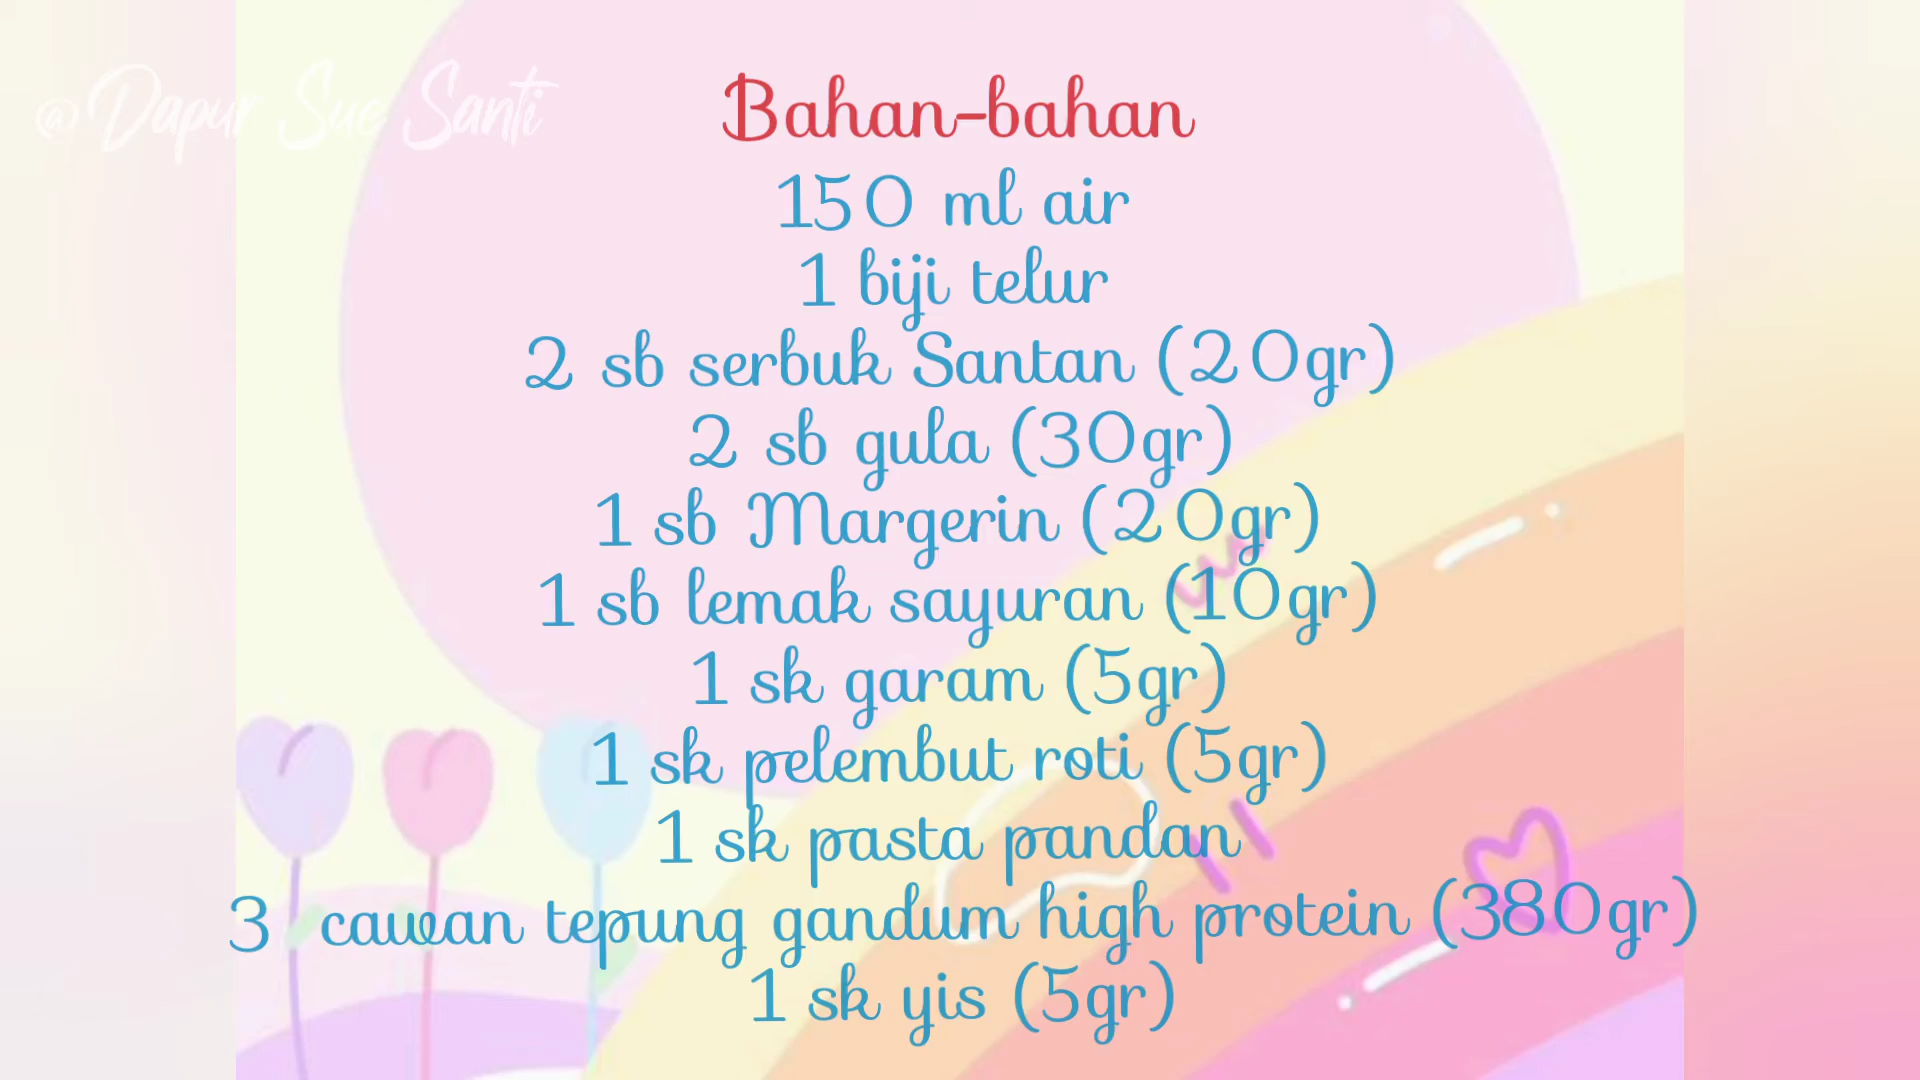 @Dapur Sue Santi
Bahan-bahan
150 ml air
1 biji telur
2 sb serbuk Santan (20gr)
2 sb gula (30gr)
1 sb Margerin (20gr)
1 sb lemak sayuran (10gr)
1 sk garam (5gr)
1 sk pelembut roti (5gr)
1 sk pasta pandan
3 cawan tepung gandum high protein (380gr)
1 sk yis (5gr)